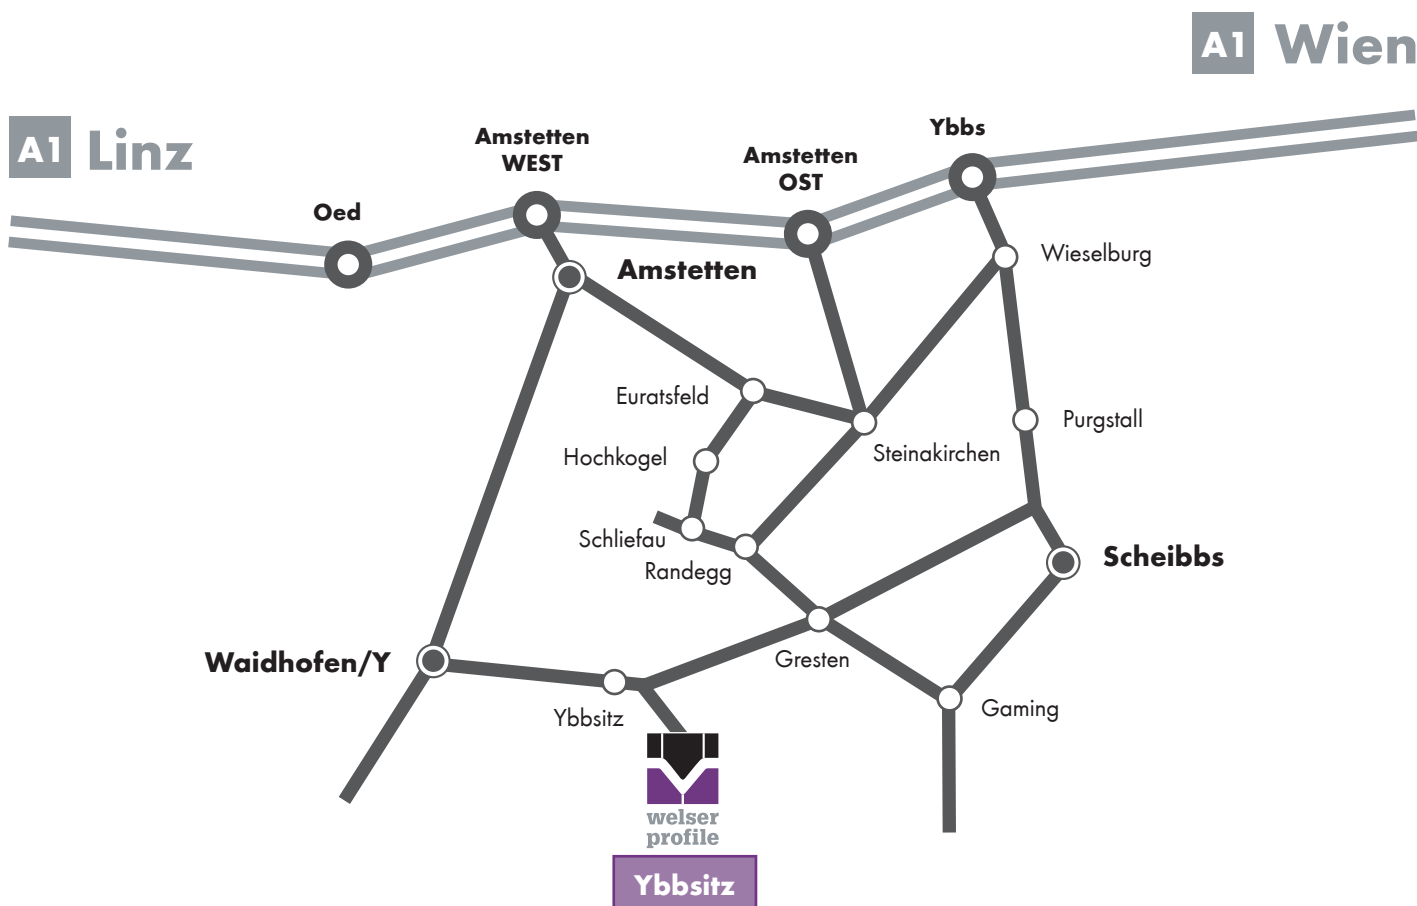 A1 Wien
A1 Linz
Ybbs
Amstetten
WEST
Amstetten
OST
Oed
Wieselburg
Amstetten
Euratsfeld
Purgstall
Steinakirchen
Hochkogel
Schliefau
Randegg
Scheibbs
Gresten
Waidhofen/Y
Ybbsitz
Gaming
welser
profile
Ybbsitz